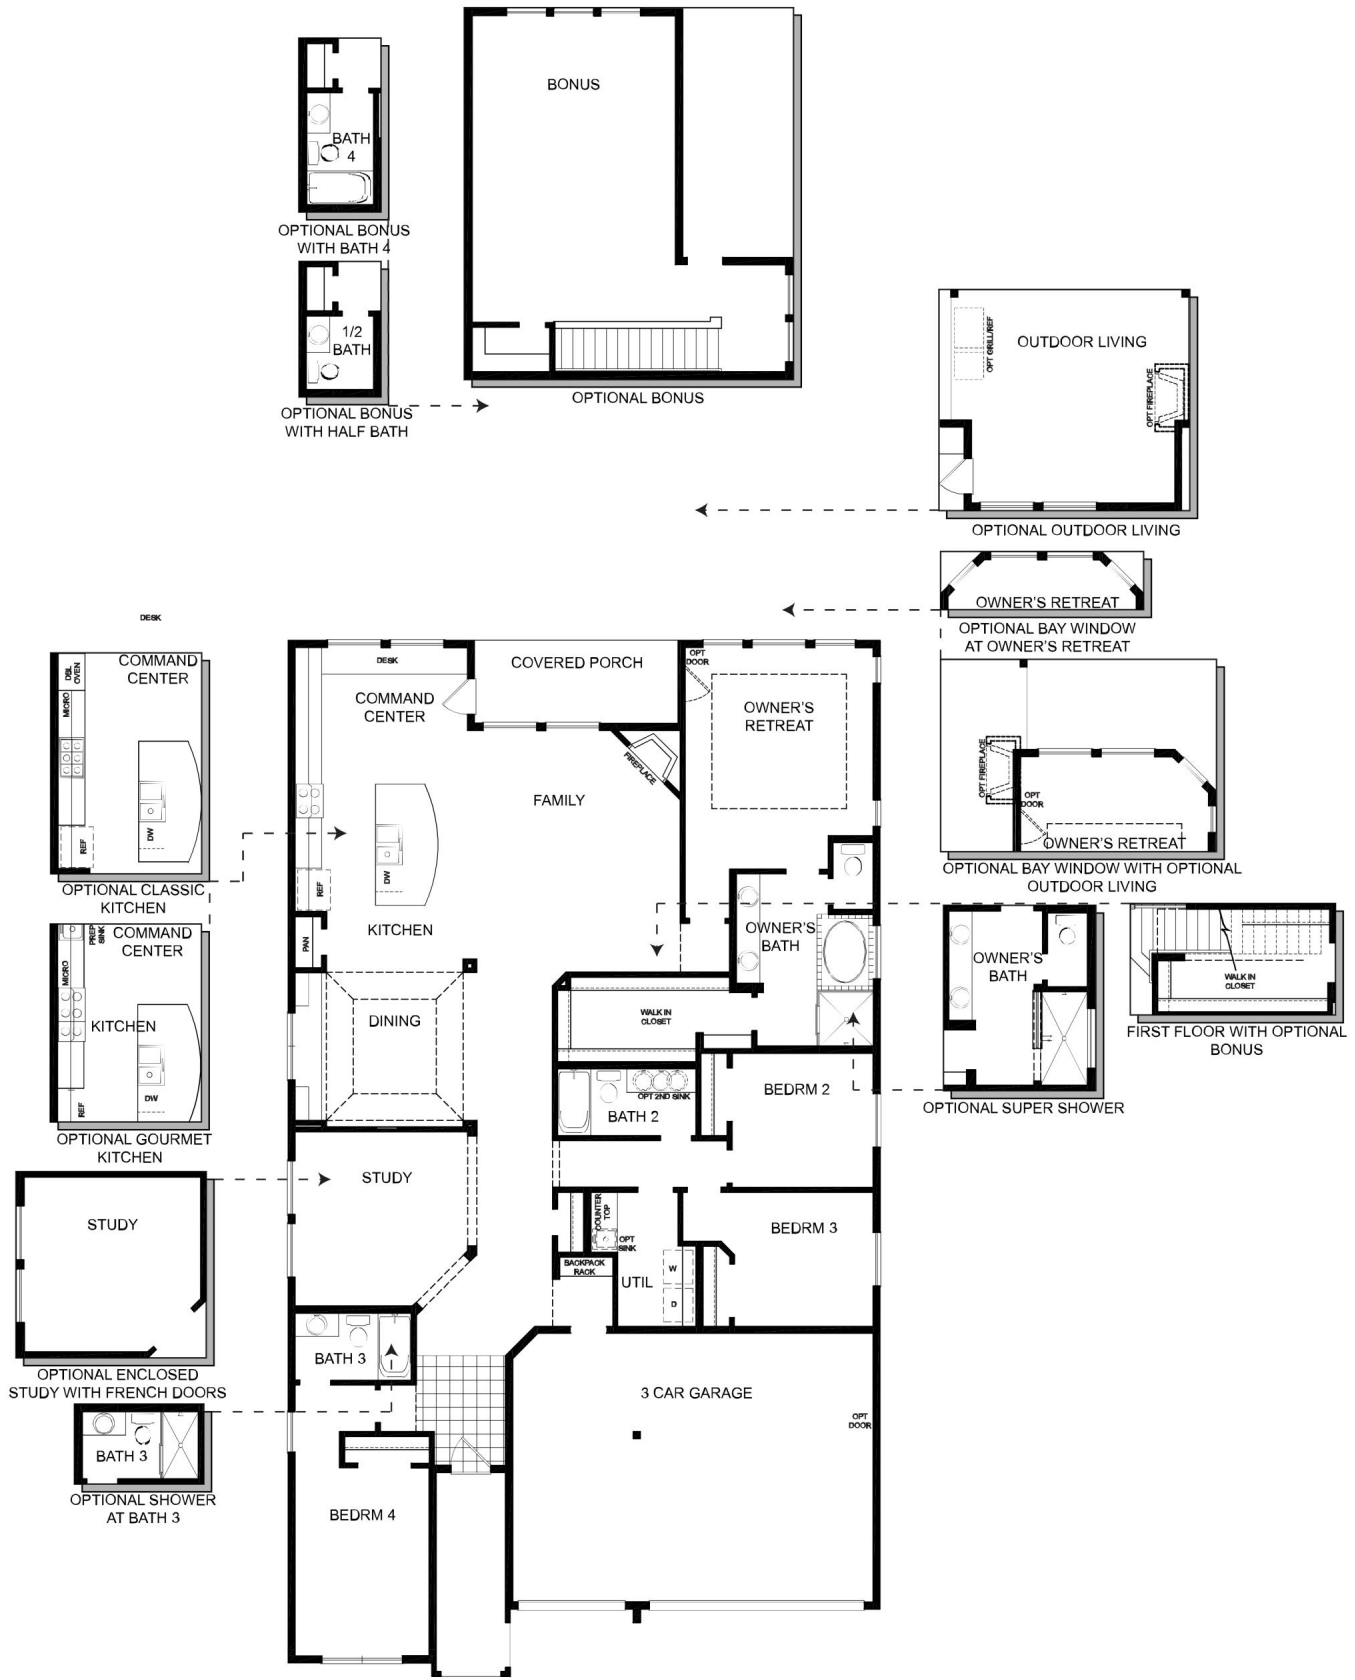 BONUS
BATH
4
OPTIONAL BONUS
WITH BATH 4
1/2
BATH
OPTIONAL BONUS
WITH HALF BATH
OPTIONAL BONUS
OUTDOOR LIVING
OPT GRILL/REF
OPT FIREPLACE
OPTIONAL OUTDOOR LIVING
OWNER'S RETREAT
OPTIONAL BAY WINDOW
AT OWNER'S RETREAT
DESK
COMMAND
CENTER
DBL
OVEN
MICRO
DW
REF
OPTIONAL CLASSIC
KITCHEN
DESK
COMMAND
CENTER
COVERED PORCH
OPT
DOOR
OWNER'S
RETREAT
FIREPLACE
FAMILY
DW
REF
KITCHEN
PAN
OPT FIREPLACE
OPT
DOOR
OWNER'S RETREAT
OPTIONAL BAY WINDOW WITH OPTIONAL
OUTDOOR LIVING
PREP
SINK
COMMAND
CENTER
MICRO
KITCHEN
DW
REF
OPTIONAL GOURMET
KITCHEN
OWNER'S
BATH
DINING
WALK IN
CLOSET
OWNER'S
BATH
OPTIONAL SUPER SHOWER
WALK IN
CLOSET
FIRST FLOOR WITH OPTIONAL
BONUS
BEDRM 2
OPT 2ND SINK
BATH 2
STUDY
OPTIONAL ENCLOSED
STUDY WITH FRENCH DOORS
STUDY
COUNTER
TOP
OPT
SINK
BEDRM 3
BACKPACK
RACK
UTIL
W
D
BATH 3
3 CAR GARAGE
OPT
DOOR
BATH 3
OPTIONAL SHOWER
AT BATH 3
BEDRM 4